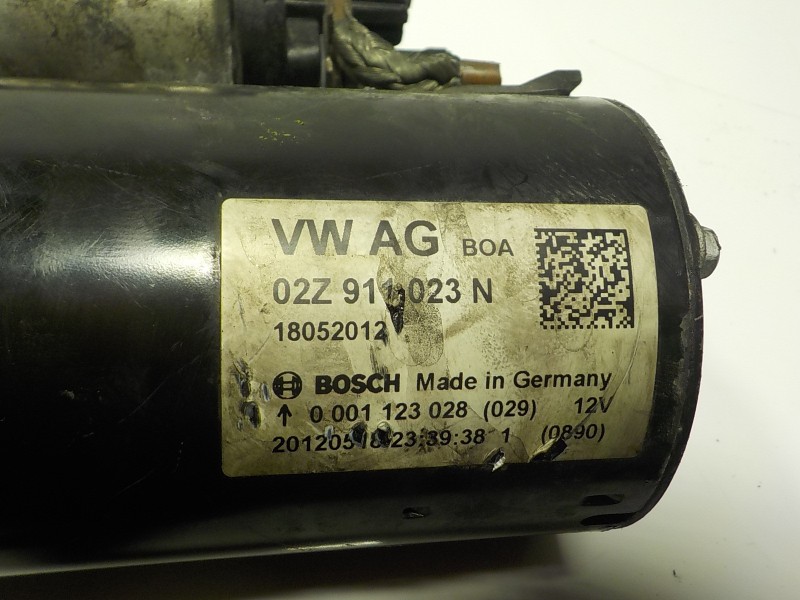 VW AG BOA
02Z 911 023 N
18052012
BOSCH Made in Germany
↑ 0 001 123 028 (029) 12V
20120518 23:39:38 1 (0890)